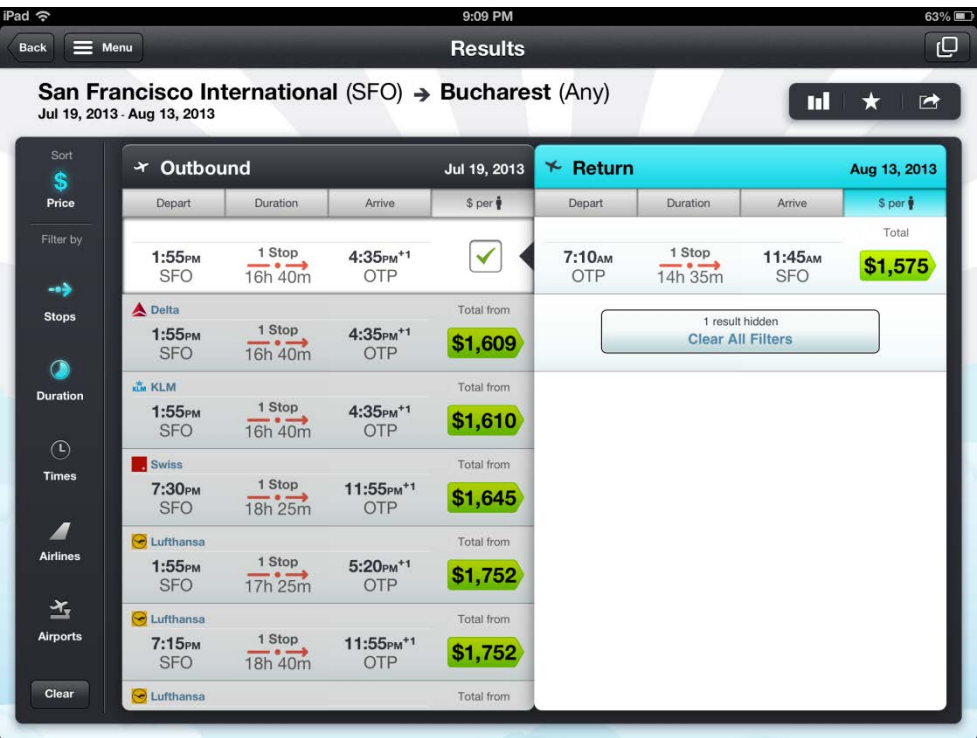 iPad 9:09 PM 63%
Back Menu Results
San Francisco International (SFO) → Bucharest (Any)
Jul 19, 2013 - Aug 13, 2013
Sort
$
Price
Filter by
Stops
Duration
Times
Airlines
Airports
Clear
Outbound Jul 19, 2013
Depart Duration Arrive $ per
1:55PM 1 Stop 4:35PM+1
SFO 16h 40m OTP
Delta Total from
1:55PM 1 Stop 4:35PM+1 $1,609
SFO 16h 40m OTP
KLM KLM Total from
1:55PM 1 Stop 4:35PM+1 $1,610
SFO 16h 40m OTP
Swiss Total from
7:30PM 1 Stop 11:55PM+1 $1,645
SFO 18h 25m OTP
Lufthansa Total from
1:55PM 1 Stop 5:20PM+1 $1,752
SFO 17h 25m OTP
Lufthansa Total from
7:15PM 1 Stop 11:55PM+1 $1,752
SFO 18h 40m OTP
Lufthansa Total from
Return Aug 13, 2013
Depart Duration Arrive $ per
Total
7:10AM 1 Stop 11:45AM $1,575
OTP 14h 35m SFO
1 result hidden
Clear All Filters